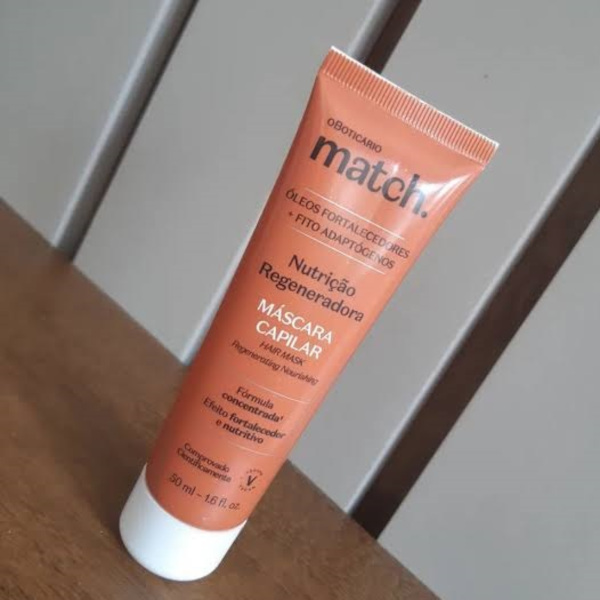 oBOTICÁRIO
match.
ÓLEOS FORTALECEDORES
+ FITO ADAPTÓGENOS
Nutrição
Regeneradora
MÁSCARA
CAPILAR
HAIR MASK
Regenerating Nourishing
Fórmula
concentrada¹
Efeito fortalecedor
e nutritivo
Comprovado
Cientificamente
V
50 ml - 1.6 fl. oz.